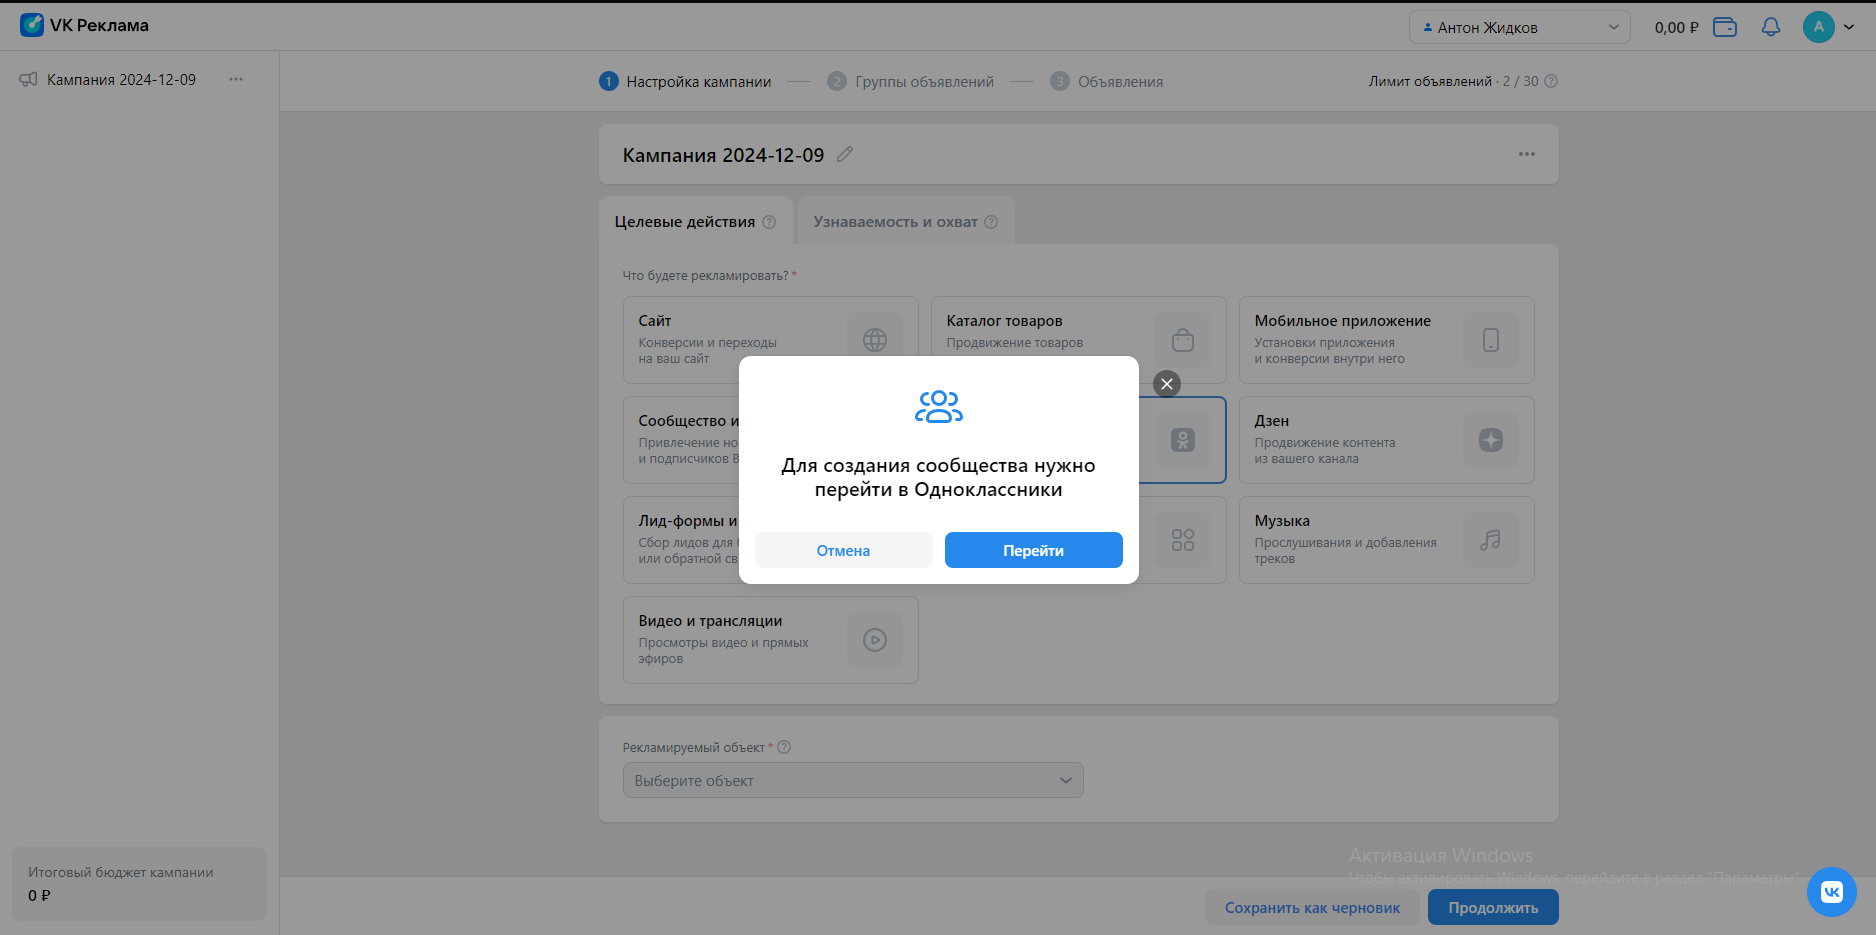 VK Реклама
Антон Жидков
0,00 ₽
А
Кампания 2024-12-09
1 Настройка кампании
2 Группы объявлений
3 Объявления
Лимит объявлений · 2 / 30
Кампания 2024-12-09
Целевые действия
Узнаваемость и охват
Что будете рекламировать? *
Сайт
Конверсии и переходы
на ваш сайт
Каталог товаров
Продвижение товаров
Мобильное приложение
Установки приложения
и конверсии внутри него
Сообщество и
Привлечение но
и подписчиков В
Дзен
Продвижение контента
из вашего канала
Для создания сообщества нужно
перейти в Одноклассники
Отмена
Перейти
Лид-формы и
Сбор лидов для
или обратной св
Музыка
Прослушивания и добавления
треков
Видео и трансляции
Просмотры видео и прямых
эфиров
Рекламируемый объект *
Выберите объект
Итоговый бюджет кампании
0 ₽
Активация Windows
Чтобы активировать Windows, перейдите в раздел "Параметры".
Сохранить как черновик
Продолжить